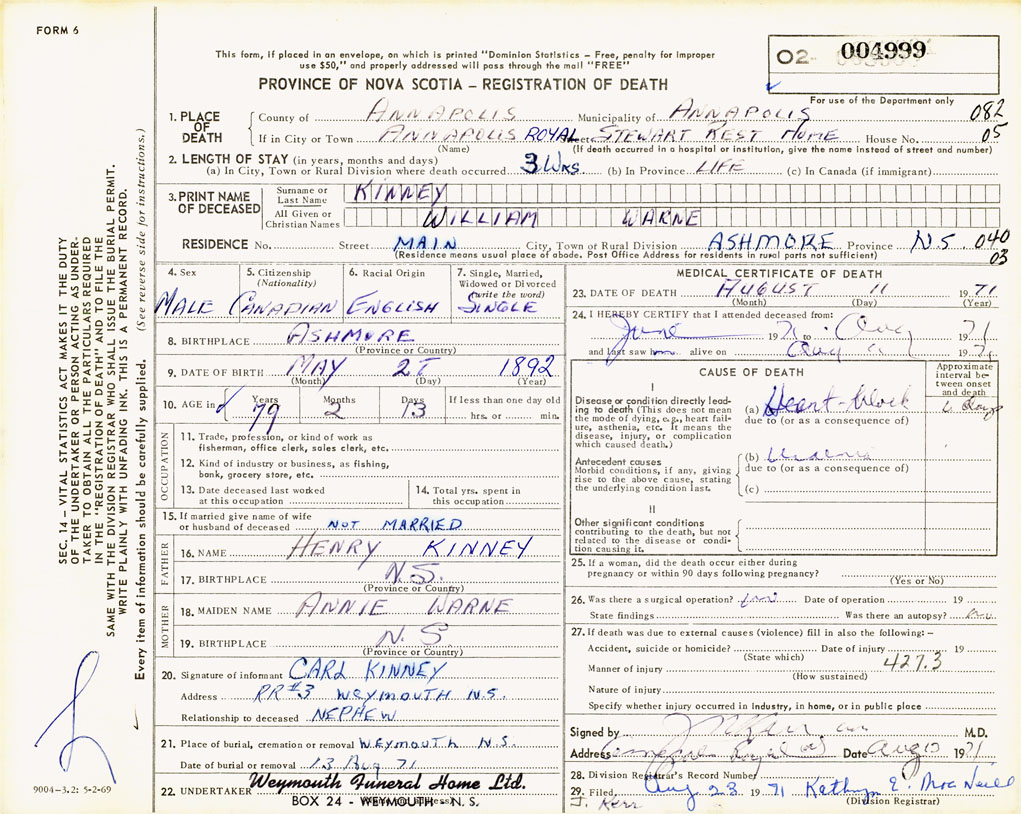 FORM 6
This form, if placed in an envelope, on which is printed "Dominion Statistics - Free, penalty for improper
use $50," and properly addressed will pass through the mail "FREE"
02- 004999
PROVINCE OF NOVA SCOTIA - REGISTRATION OF DEATH
For use of the Department only
1. PLACE OF DEATH County of ANNAPOLIS Municipality of ANNAPOLIS 082
If in City or Town ANNAPOLIS ROYAL STEWART REST HOME House No. 05
(Name) (If death occurred in a hospital or institution, give the name instead of street and number)
2. LENGTH OF STAY (in years, months and days)
(a) In City, Town or Rural Division where death occurred 3 WKS (b) In Province LIFE (c) In Canada (if immigrant)
3. PRINT NAME OF DECEASED Surname or Last Name KINNEY
All Given or Christian Names WILLIAM WARNE
RESIDENCE No. Street MAIN City, Town or Rural Division ASHMORE Province N.S. 040
(Residence means usual place of abode. Post Office Address for residents in rural parts not sufficient) 03
4. Sex 5. Citizenship (Nationality) 6. Racial Origin 7. Single, Married, Widowed or Divorced (write the word)
MALE CANADIAN ENGLISH SINGLE
8. BIRTHPLACE ASHMORE
(Province or Country)
9. DATE OF BIRTH MAY 1892
(Month) (Day) (Year)
10. AGE in Years Months Days If less than one day old
79 2 13 hrs. or min.
OCCUPATION
11. Trade, profession, or kind of work as
fisherman, office clerk, sales clerk, etc.
12. Kind of industry or business, as fishing,
bank, grocery store, etc.
13. Date deceased last worked at this occupation 14. Total yrs. spent in this occupation
15. If married give name of wife
or husband of deceased NOT MARRIED
FATHER
16. NAME HENRY KINNEY
17. BIRTHPLACE N.S.
(Province or Country)
MOTHER
18. MAIDEN NAME ANNIE WARNE
19. BIRTHPLACE N.S
(Province or Country)
20. Signature of informant CARL KINNEY
Address RR#3 WEYMOUTH N.S.
Relationship to deceased NEPHEW
21. Place of burial, cremation or removal WEYMOUTH N.S.
Date of burial or removal 13 Aug 71
22. UNDERTAKER Weymouth Funeral Home Ltd.
BOX 24 - WEYMOUTH - N. S.
MEDICAL CERTIFICATE OF DEATH
23. DATE OF DEATH AUGUST 11 1971
(Month) (Day) (Year)
24. I HEREBY CERTIFY that I attended deceased from:
June 1971 to Aug 1971
and last saw him alive on Aug 19
CAUSE OF DEATH
Approximate interval between onset and death
I
Disease or condition directly leading to death (This does not mean the mode of dying, e.g., heart failure, asthenia, etc. It means the disease, injury, or complication which caused death.)
(a) Heart-block
due to (or as a consequence of)
Antecedent causes
Morbid conditions, if any, giving rise to the above cause, stating the underlying condition last.
(b)
due to (or as a consequence of)
(c)
II
Other significant conditions contributing to the death, but not related to the disease or condition causing it.
25. If a woman, did the death occur either during
pregnancy or within 90 days following pregnancy?
(Yes or No)
26. Was there a surgical operation? Date of operation 19
State findings Was there an autopsy?
27. If death was due to external causes (violence) fill in also the following:-
Accident, suicide or homicide? Date of injury 19
(State which) 427.3
Manner of injury
(How sustained)
Nature of injury
Specify whether injury occurred in industry, in home, or in public place
Signed by M.D.
Address Date Aug 1971
28. Division Registrar's Record Number
29. Filed, Aug 23 1971 Kathryn E. MacNeill
J. Kerr (Division Registrar)
SEC. 14 - VITAL STATISTICS ACT MAKES IT THE DUTY
OF THE UNDERTAKER OR PERSON ACTING AS UNDER-
TAKER TO OBTAIN ALL THE PARTICULARS REQUIRED
IN THE "REGISTRATION OF DEATH" AND TO FILE THE
SAME WITH THE DIVISION REGISTRAR WHO SHALL ISSUE THE BURIAL PERMIT.
WRITE PLAINLY WITH UNFADING INK. THIS IS A PERMANENT RECORD.
Every item of information should be carefully supplied. (See reverse side for instructions.)
9004-3.2: 5-2-69